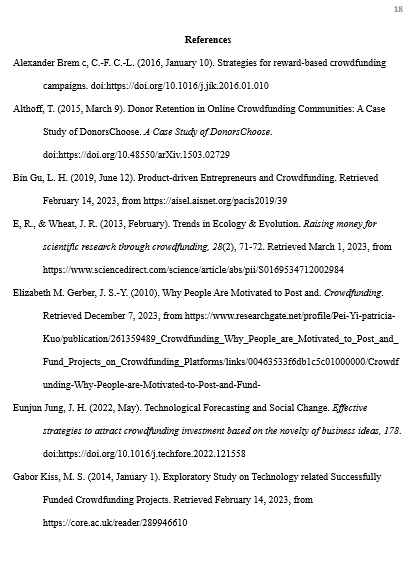 18
References
Alexander Brem c, C.-F. C.-L. (2016, January 10). Strategies for reward-based crowdfunding
campaigns. doi:https://doi.org/10.1016/j.jik.2016.01.010
Althoff, T. (2015, March 9). Donor Retention in Online Crowdfunding Communities: A Case
Study of DonorsChoose. A Case Study of DonorsChoose.
doi:https://doi.org/10.48550/arXiv.1503.02729
Bin Gu, L. H. (2019, June 12). Product-driven Entrepreneurs and Crowdfunding. Retrieved
February 14, 2023, from https://aisel.aisnet.org/pacis2019/39
E, R., & Wheat, J. R. (2013, February). Trends in Ecology & Evolution. Raising money for
scientific research through crowdfunding, 28(2), 71-72. Retrieved March 1, 2023, from
https://www.sciencedirect.com/science/article/abs/pii/S0169534712002984
Elizabeth M. Gerber, J. S.-Y. (2010). Why People Are Motivated to Post and. Crowdfunding.
Retrieved December 7, 2023, from https://www.researchgate.net/profile/Pei-Yi-patricia-
Kuo/publication/261359489_Crowdfunding_Why_People_are_Motivated_to_Post_and_
Fund_Projects_on_Crowdfunding_Platforms/links/00463533f6db1c5c01000000/Crowdf
unding-Why-People-are-Motivated-to-Post-and-Fund-
Eunjun Jung, J. H. (2022, May). Technological Forecasting and Social Change. Effective
strategies to attract crowdfunding investment based on the novelty of business ideas, 178.
doi:https://doi.org/10.1016/j.techfore.2022.121558
Gabor Kiss, M. S. (2014, January 1). Exploratory Study on Technology related Successfully
Funded Crowdfunding Projects. Retrieved February 14, 2023, from
https://core.ac.uk/reader/289946610